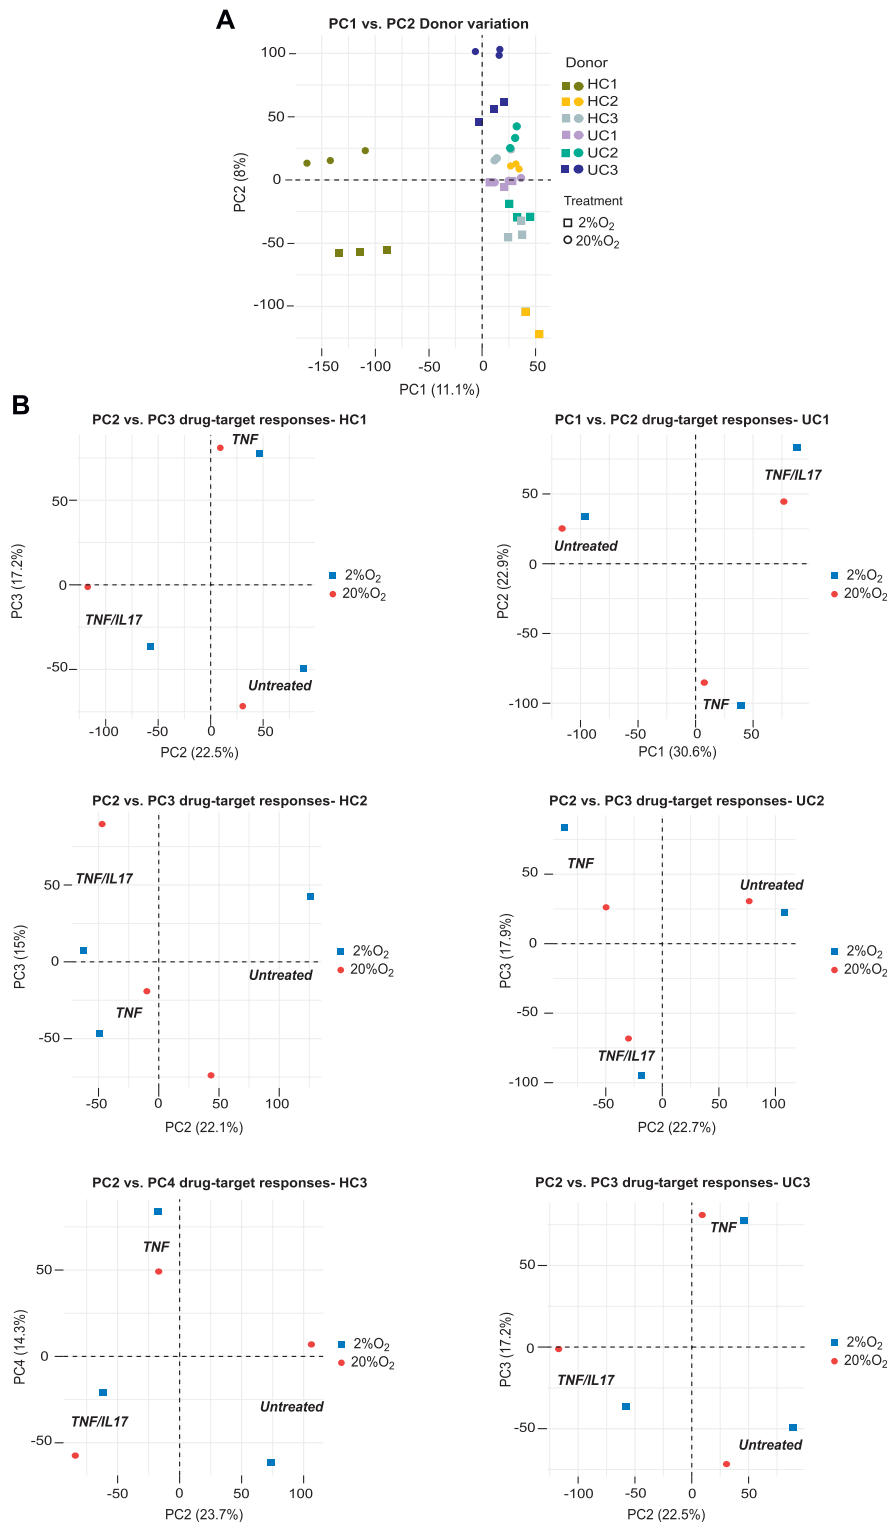 A
PC1 vs. PC2 Donor variation
100
50
0
-50
-100
PC2 (8%)
-150
-100
-50
0
50
PC1 (11.1%)
Donor
HC1
HC2
HC3
UC1
UC2
UC3
Treatment
2%O2
20%O2
B
PC2 vs. PC3 drug-target responses- HC1
TNF
50
0
-50
PC3 (17.2%)
TNF/IL17
Untreated
-100
-50
0
50
PC2 (22.5%)
2%O2
20%O2
PC1 vs. PC2 drug-target responses- UC1
TNF/IL17
50
0
-50
-100
PC2 (22.9%)
Untreated
TNF
-100
-50
0
50
PC1 (30.6%)
2%O2
20%O2
PC2 vs. PC3 drug-target responses- HC2
TNF/IL17
50
0
-50
PC3 (15%)
Untreated
TNF
-50
0
50
100
PC2 (22.1%)
2%O2
20%O2
PC2 vs. PC3 drug-target responses- UC2
TNF
50
0
-50
-100
PC3 (17.9%)
Untreated
TNF/IL17
-50
0
50
100
PC2 (22.7%)
2%O2
20%O2
PC2 vs. PC4 drug-target responses- HC3
TNF
50
0
-50
PC4 (14.3%)
Untreated
TNF/IL17
-50
0
50
100
PC2 (23.7%)
2%O2
20%O2
PC2 vs. PC3 drug-target responses- UC3
TNF
50
0
-50
PC3 (17.2%)
TNF/IL17
Untreated
-100
-50
0
50
PC2 (22.5%)
2%O2
20%O2